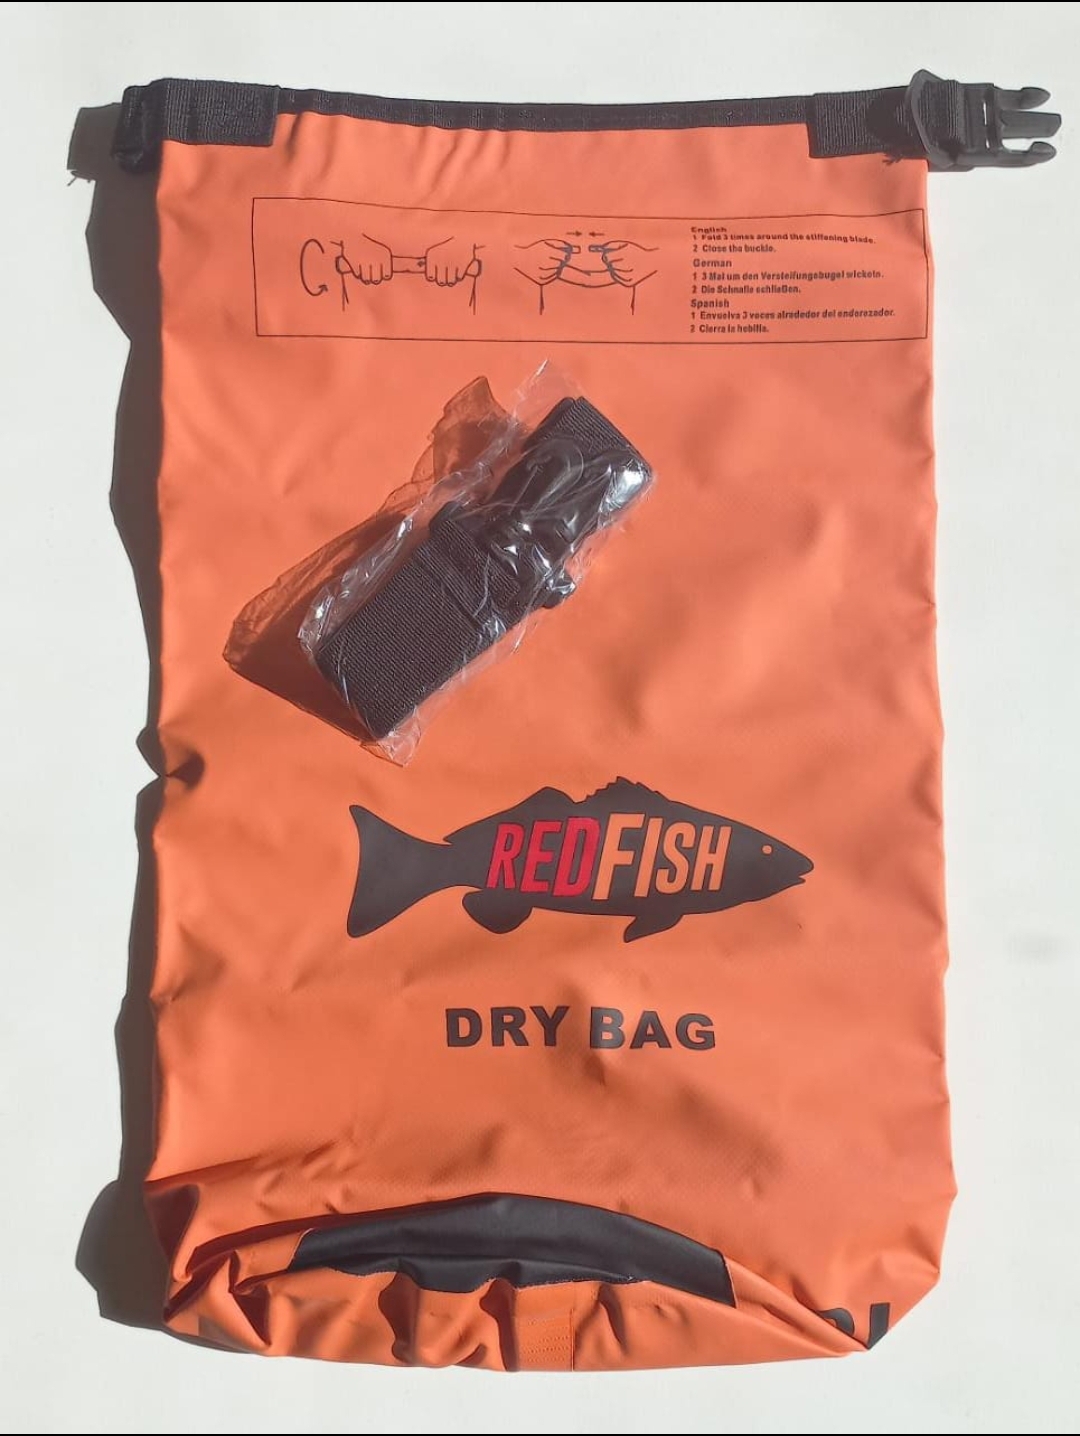 English
1 Fold 3 times around the stiffening blade.
2 Close the buckle.
German
1 3 Mal um den Versteifungsbugel wickeln.
2 Die Schnalle schließen.
Spanish
1 Envuelva 3 veces alrededor del enderezador.
2 Cierra la hebilla.
REDFISH
DRY BAG